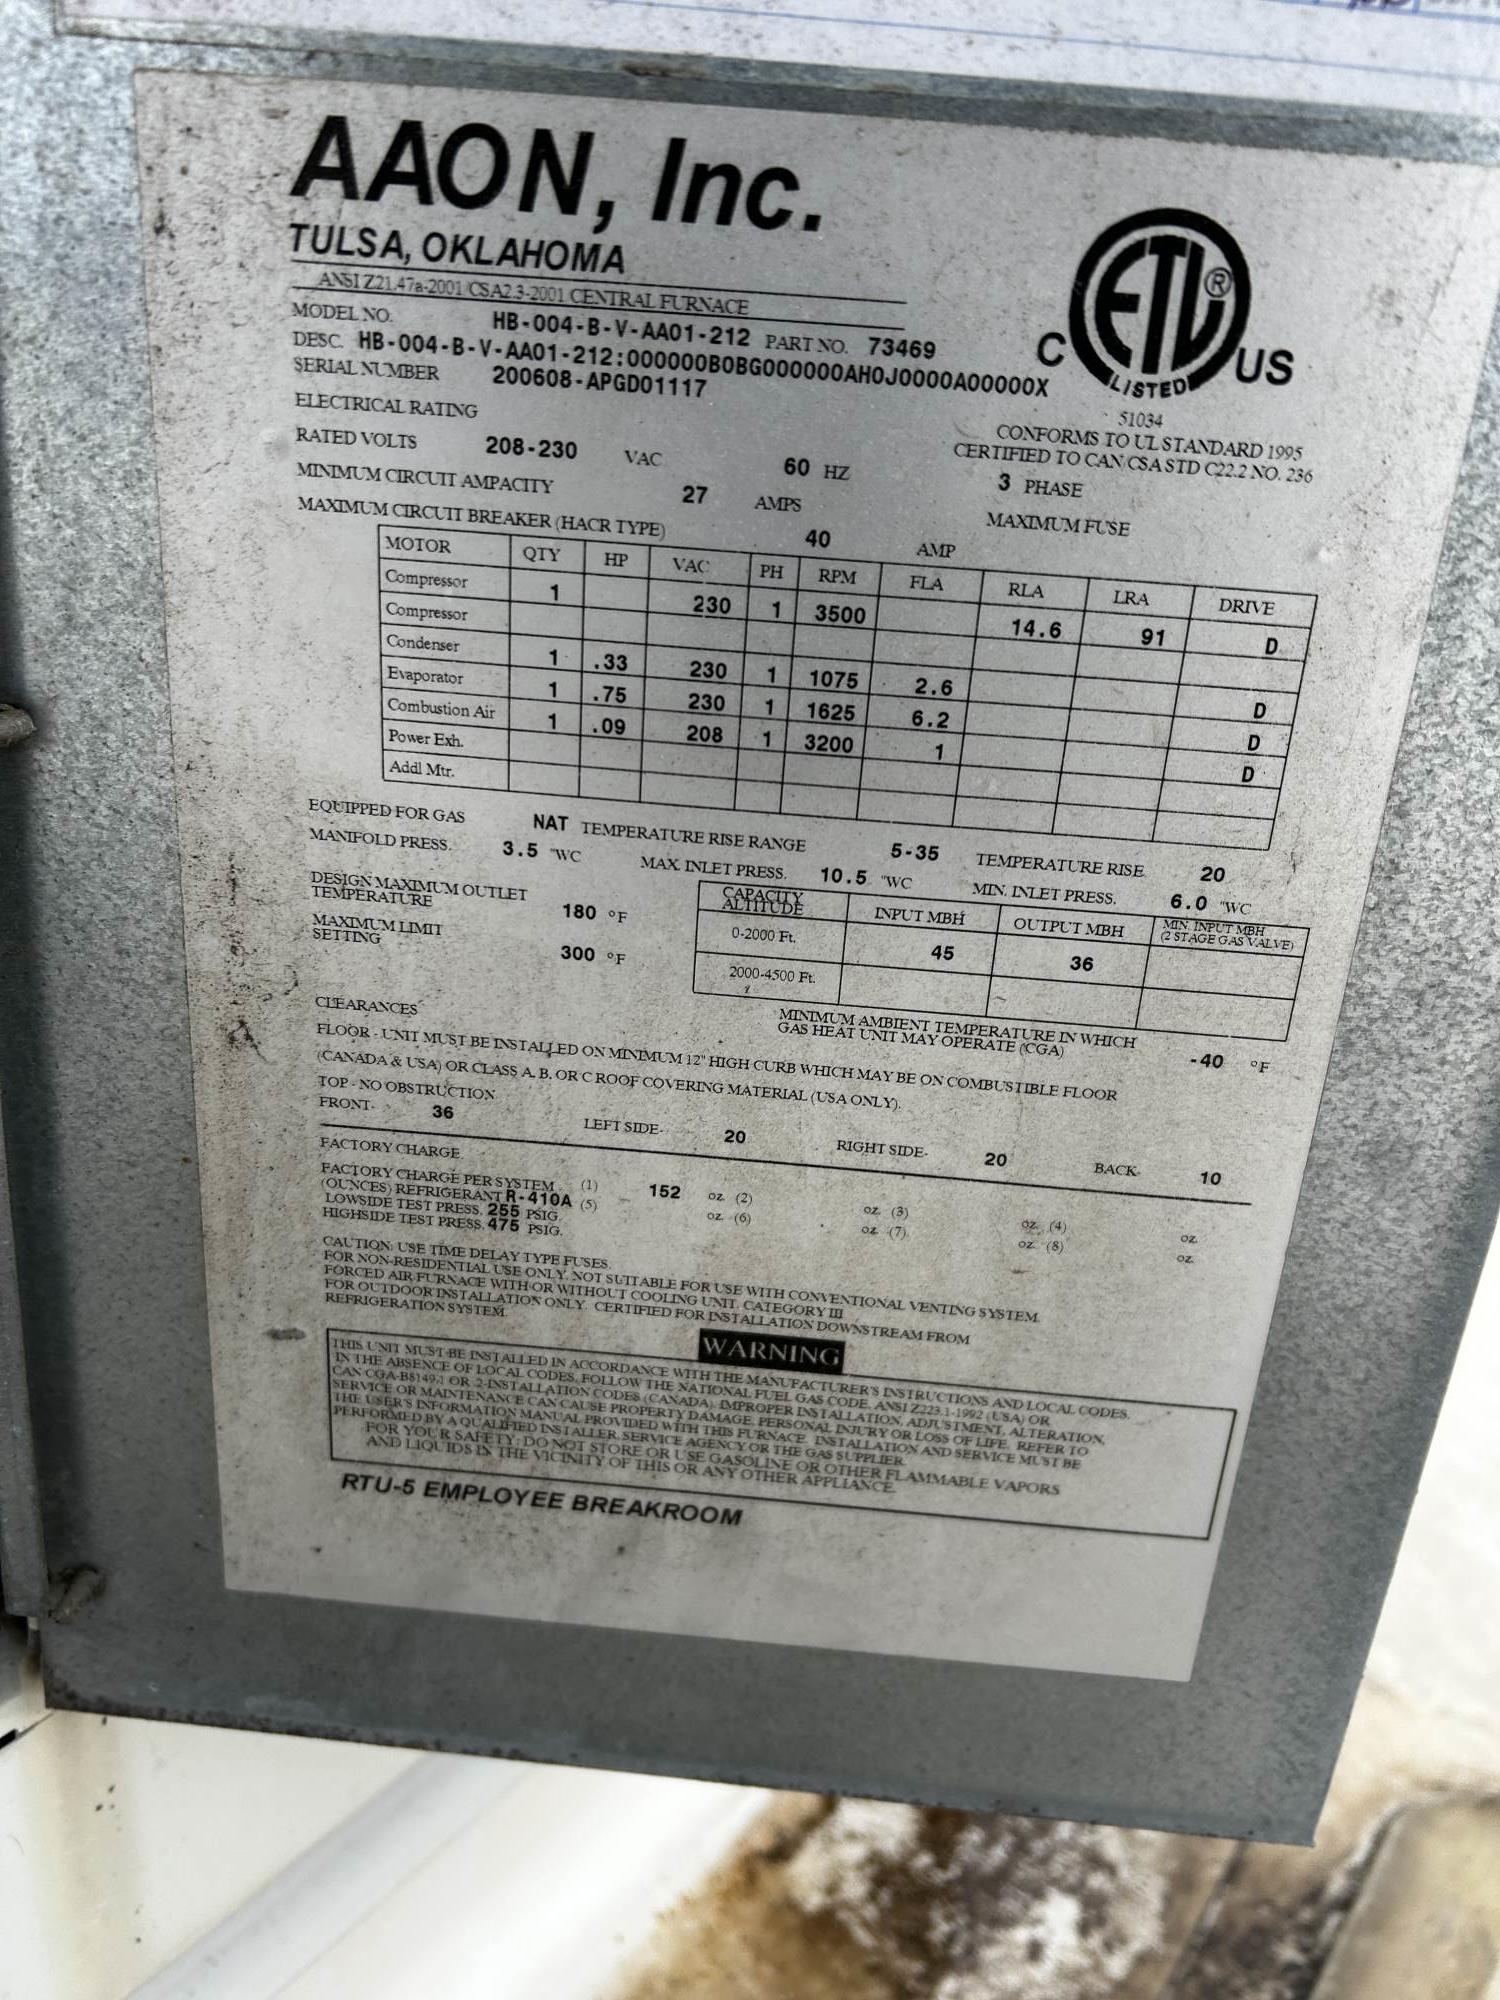 AAON, Inc.
TULSA, OKLAHOMA
ANSI Z21.47a-2001/CSA2.3-2001 CENTRAL FURNACE
MODEL NO. HB-004-B-V-AA01-212 PART NO. 73469
DESC. HB-004-B-V-AA01-212:000000B0BG000000AH0J0000A00000X
SERIAL NUMBER 200608-APGD01117
C ETL ® US
LISTED
51034
CONFORMS TO UL STANDARD 1995
CERTIFIED TO CAN/CSA STD C22.2 NO. 236
ELECTRICAL RATING
RATED VOLTS 208-230 VAC 60 HZ 3 PHASE
MINIMUM CIRCUIT AMPACITY 27 AMPS MAXIMUM FUSE
MAXIMUM CIRCUIT BREAKER (HACR TYPE) 40 AMP
MOTOR QTY HP VAC PH RPM FLA RLA LRA DRIVE
Compressor 1 230 1 3500 14.6 91 D
Compressor
Condenser 1 .33 230 1 1075 2.6 D
Evaporator 1 .75 230 1 1625 6.2 D
Combustion Air 1 .09 208 1 3200 1 D
Power Exh.
Addl Mtr.
EQUIPPED FOR GAS NAT TEMPERATURE RISE RANGE 5-35 TEMPERATURE RISE 20
MANIFOLD PRESS. 3.5 "WC MAX. INLET PRESS. 10.5 "WC MIN. INLET PRESS. 6.0 "WC
DESIGN MAXIMUM OUTLET
TEMPERATURE 180 °F
MAXIMUM LIMIT
SETTING 300 °F
CAPACITY
ALTITUDE INPUT MBH OUTPUT MBH MIN. INPUT MBH
(2 STAGE GAS VALVE)
0-2000 Ft. 45 36
2000-4500 Ft.
MINIMUM AMBIENT TEMPERATURE IN WHICH
GAS HEAT UNIT MAY OPERATE (CGA) -40 °F
CLEARANCES
FLOOR - UNIT MUST BE INSTALLED ON MINIMUM 12" HIGH CURB WHICH MAY BE ON COMBUSTIBLE FLOOR
(CANADA & USA) OR CLASS A, B, OR C ROOF COVERING MATERIAL (USA ONLY).
TOP - NO OBSTRUCTION
FRONT- 36 LEFT SIDE- 20 RIGHT SIDE- 20 BACK- 10
FACTORY CHARGE
FACTORY CHARGE PER SYSTEM (1) 152 oz. (2) oz. (3) oz. (4) oz.
(OUNCES) REFRIGERANT R-410A (5) oz. (6) oz. (7) oz. (8) oz.
LOWSIDE TEST PRESS. 255 PSIG.
HIGHSIDE TEST PRESS. 475 PSIG.
CAUTION: USE TIME DELAY TYPE FUSES.
FOR NON-RESIDENTIAL USE ONLY. NOT SUITABLE FOR USE WITH CONVENTIONAL VENTING SYSTEM.
FORCED AIR FURNACE WITH OR WITHOUT COOLING UNIT. CATEGORY III
FOR OUTDOOR INSTALLATION ONLY. CERTIFIED FOR INSTALLATION DOWNSTREAM FROM
REFRIGERATION SYSTEM.
WARNING
THIS UNIT MUST BE INSTALLED IN ACCORDANCE WITH THE MANUFACTURER'S INSTRUCTIONS AND LOCAL CODES.
IN THE ABSENCE OF LOCAL CODES, FOLLOW THE NATIONAL FUEL GAS CODE, ANSI Z223.1-1992 (USA) OR
CAN CGA-B8149.1 OR .2-INSTALLATION CODES (CANADA). IMPROPER INSTALLATION, ADJUSTMENT, ALTERATION,
SERVICE OR MAINTENANCE CAN CAUSE PROPERTY DAMAGE, PERSONAL INJURY OR LOSS OF LIFE. REFER TO
THE USER'S INFORMATION MANUAL PROVIDED WITH THIS FURNACE. INSTALLATION AND SERVICE MUST BE
PERFORMED BY A QUALIFIED INSTALLER, SERVICE AGENCY OR THE GAS SUPPLIER.
FOR YOUR SAFETY: DO NOT STORE OR USE GASOLINE OR OTHER FLAMMABLE VAPORS
AND LIQUIDS IN THE VICINITY OF THIS OR ANY OTHER APPLIANCE.
RTU-5 EMPLOYEE BREAKROOM